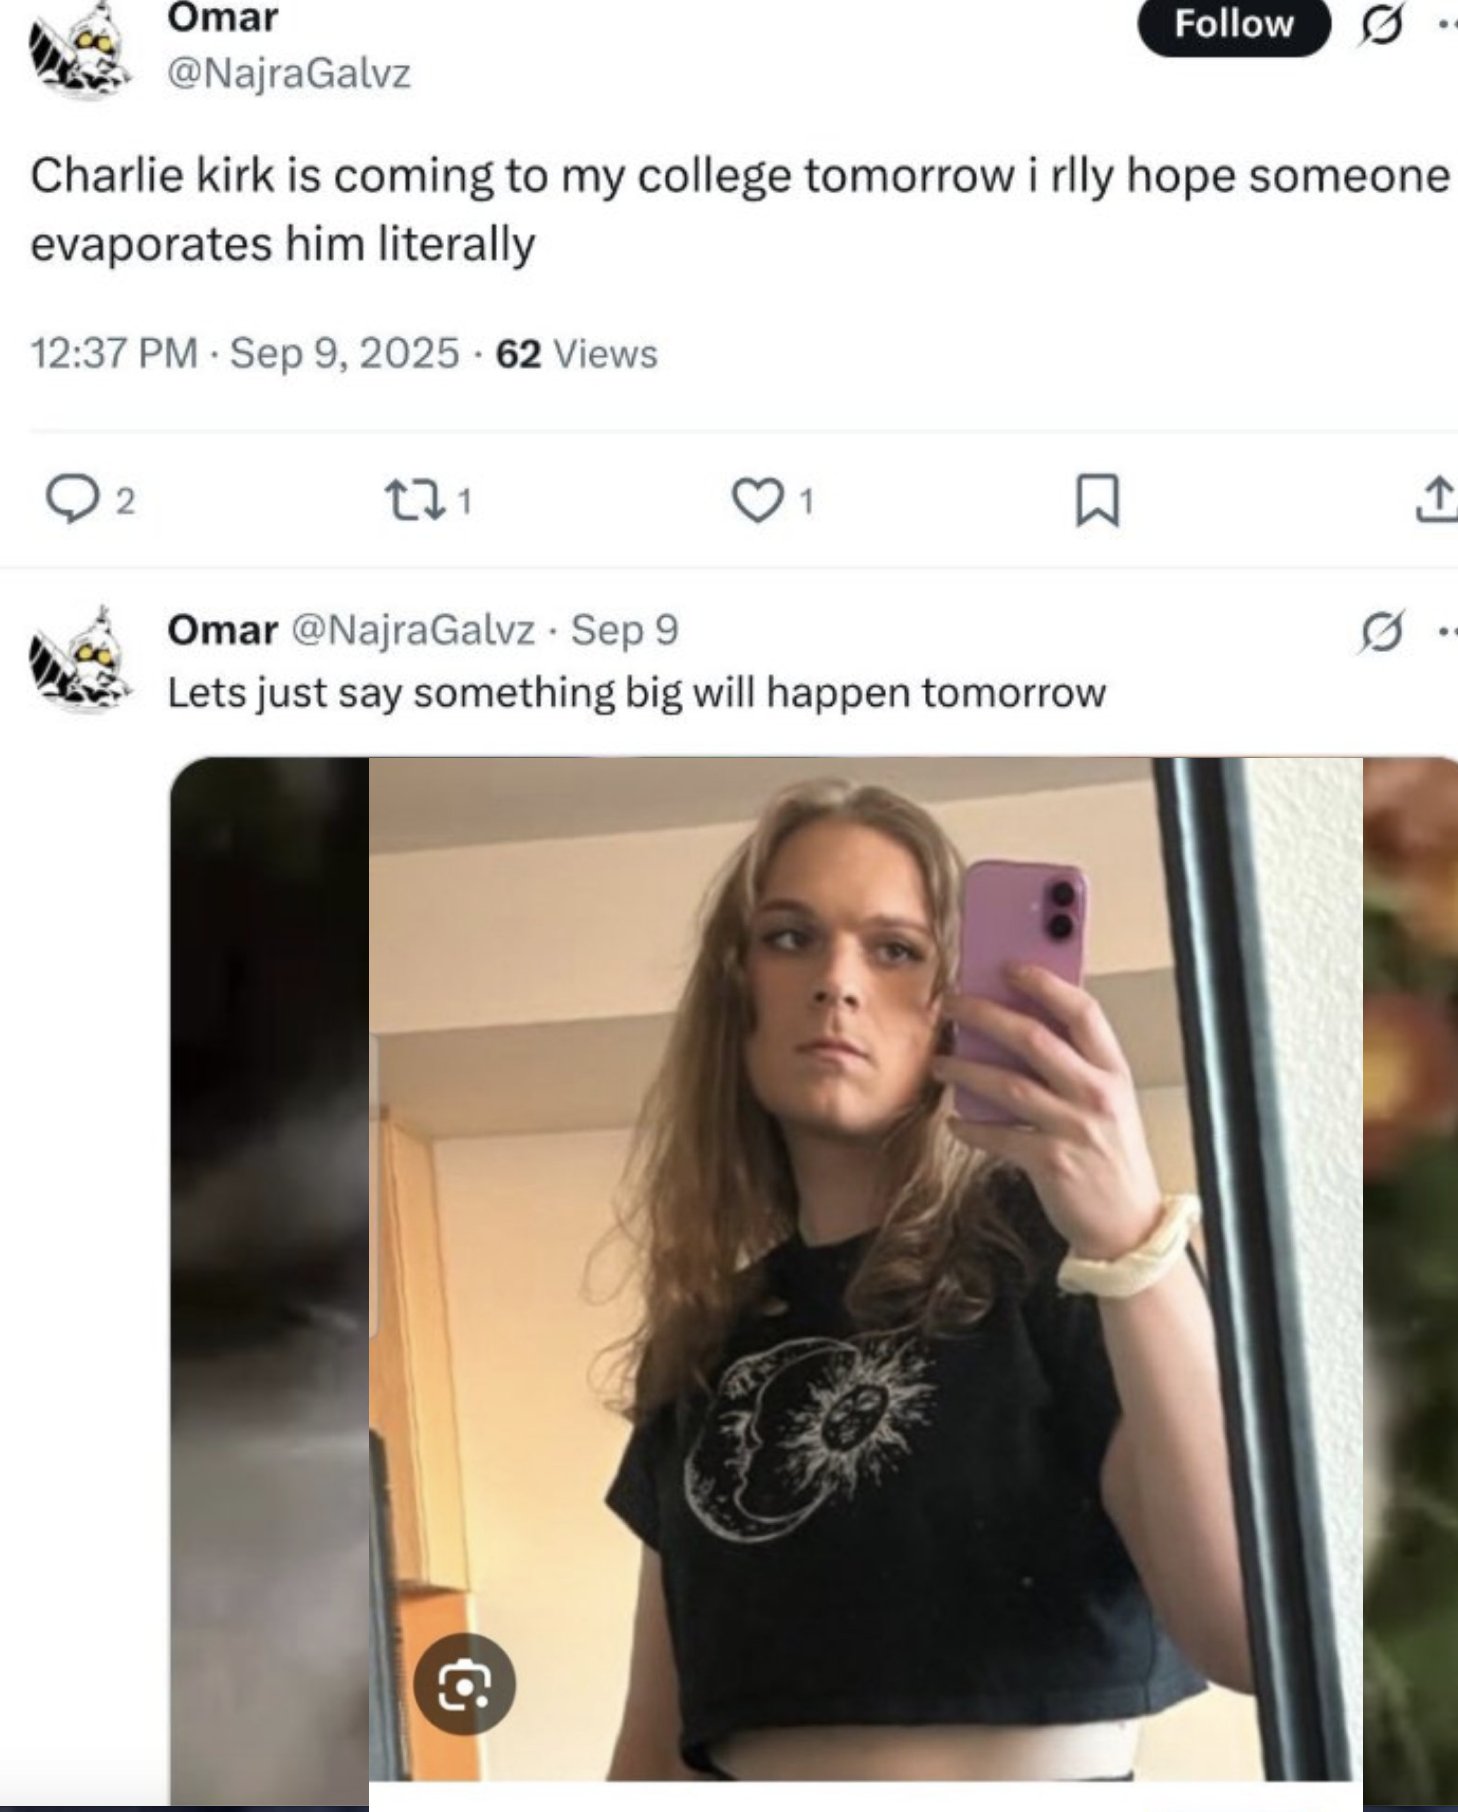 Omar
Follow
@NajraGalvz
Charlie kirk is coming to my college tomorrow i rlly hope someone
evaporates him literally
12:37 PM · Sep 9, 2025 · 62 Views
2 1 1
Omar @NajraGalvz · Sep 9
Lets just say something big will happen tomorrow